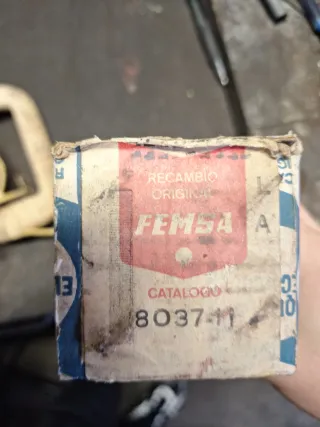 RECAMBIO
ORIGINAL
FEMSA
A
CATALOGO
8037-11